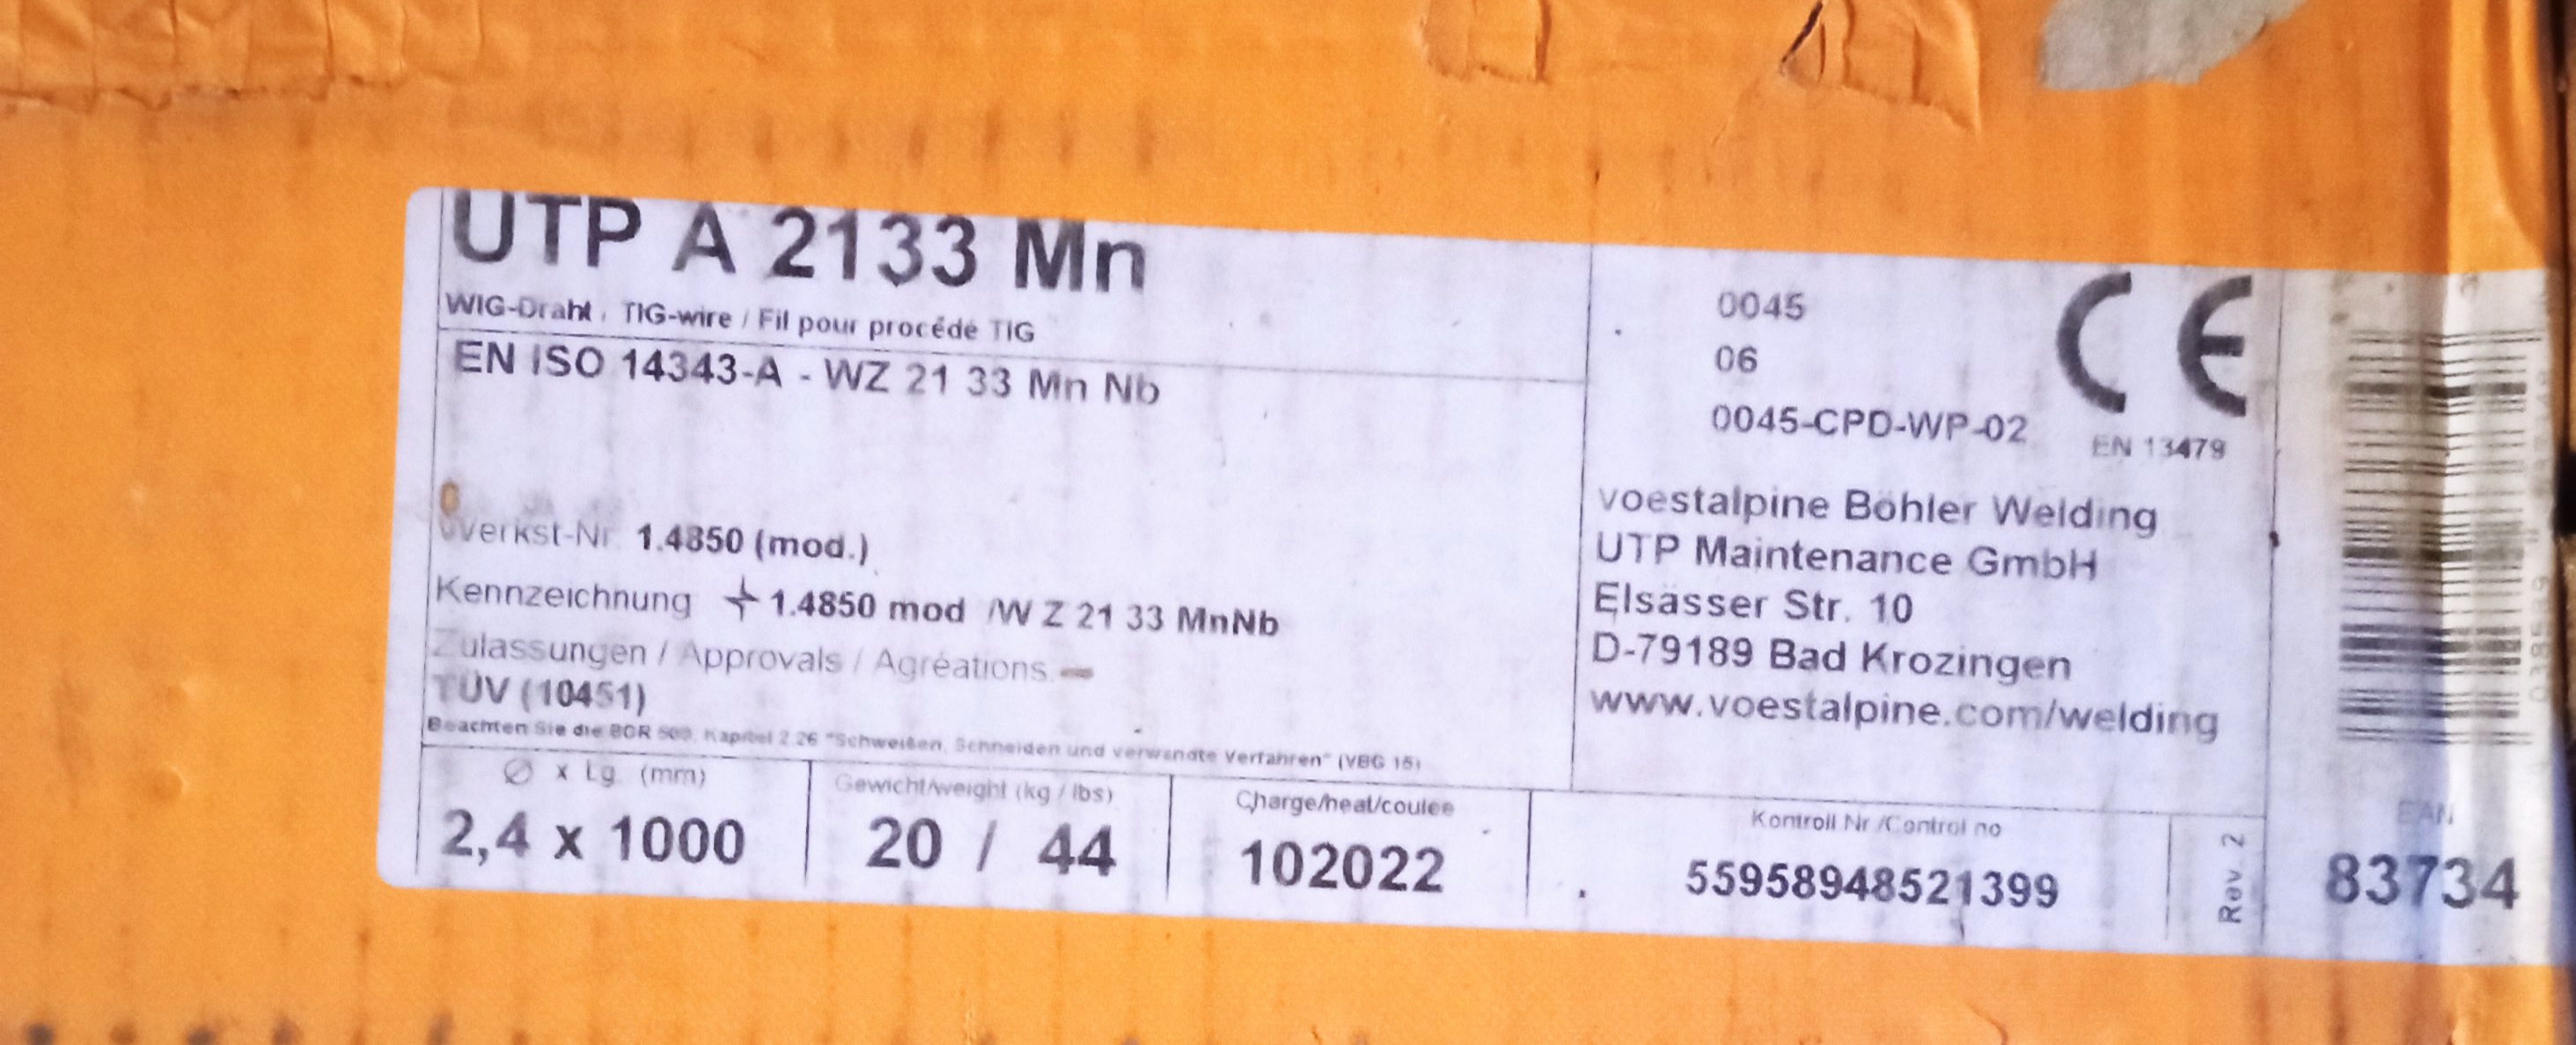 UTP A 2133 Mn
WIG-Draht / TIG-wire / Fil pour procédé TIG
EN ISO 14343-A - WZ 21 33 Mn Nb
Werkst-Nr. 1.4850 (mod.)
Kennzeichnung 1.4850 mod /W Z 21 33 MnNb
Zulassungen / Approvals / Agréations
TÜV (10451)
Beachten Sie die BGR 500, Kapitel 2.26 "Schweißen, Schneiden und verwandte Verfahren" (VBG 15)
Ø x Lg. (mm)
2,4 x 1000
Gewicht/weight (kg / lbs)
20 / 44
Charge/heat/coulee
102022
Kontroll Nr./Control no
55958948521399
Rev. 2
0045
06
0045-CPD-WP-02
CE
EN 13479
voestalpine Böhler Welding
UTP Maintenance GmbH
Elsässer Str. 10
D-79189 Bad Krozingen
www.voestalpine.com/welding
EAN
83734